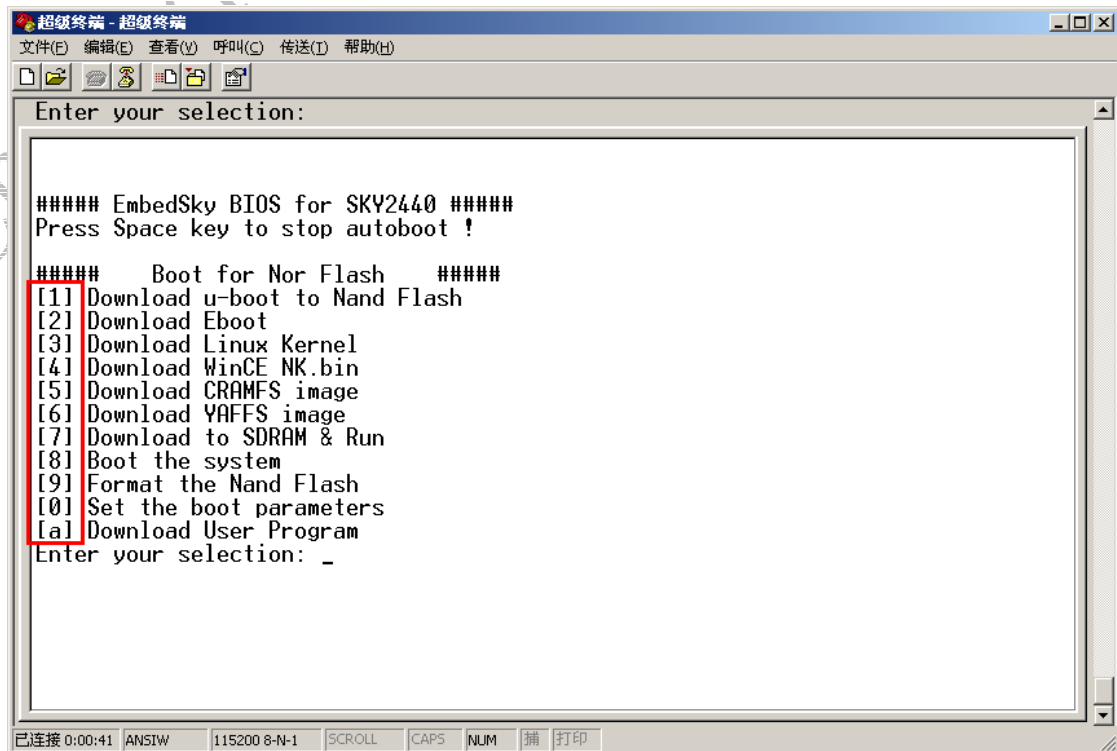 超级终端 - 超级终端
文件(F) 编辑(E) 查看(V) 呼叫(C) 传送(T) 帮助(H)
Enter your selection:
##### EmbedSky BIOS for SKY2440 #####
Press Space key to stop autoboot !
##### Boot for Nor Flash #####
[1] Download u-boot to Nand Flash
[2] Download Eboot
[3] Download Linux Kernel
[4] Download WinCE NK.bin
[5] Download CRAMFS image
[6] Download YAFFS image
[7] Download to SDRAM & Run
[8] Boot the system
[9] Format the Nand Flash
[0] Set the boot parameters
[a] Download User Program
Enter your selection: _
已连接 0:00:41 ANSIW 115200 8-N-1 SCROLL CAPS NUM 捕 打印